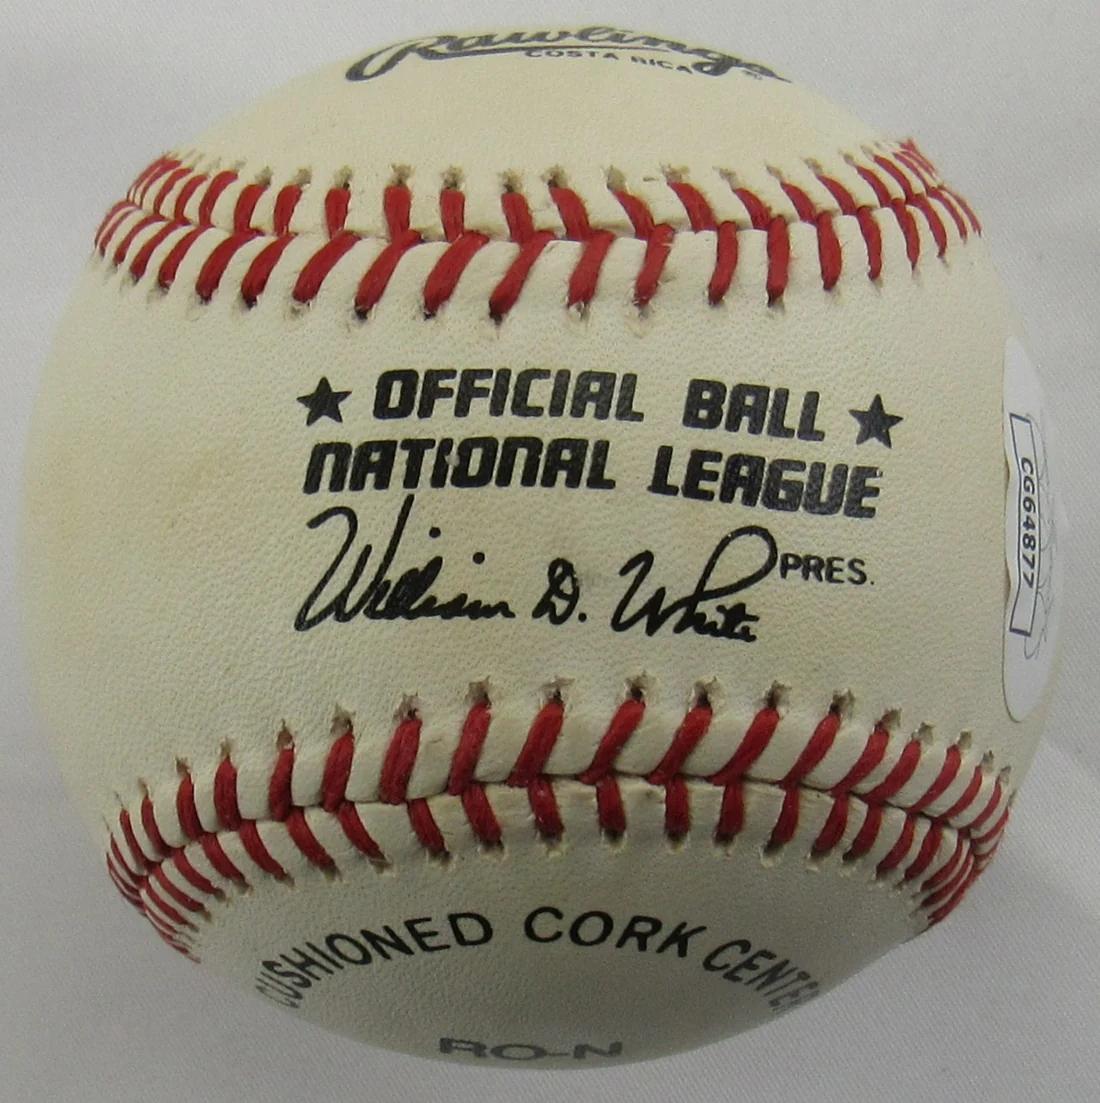 Rawlings®
COSTA RICA
★ OFFICIAL BALL ★
NATIONAL LEAGUE
William D. White PRES.
CG64877
CUSHIONED CORK CENTER
RO-N